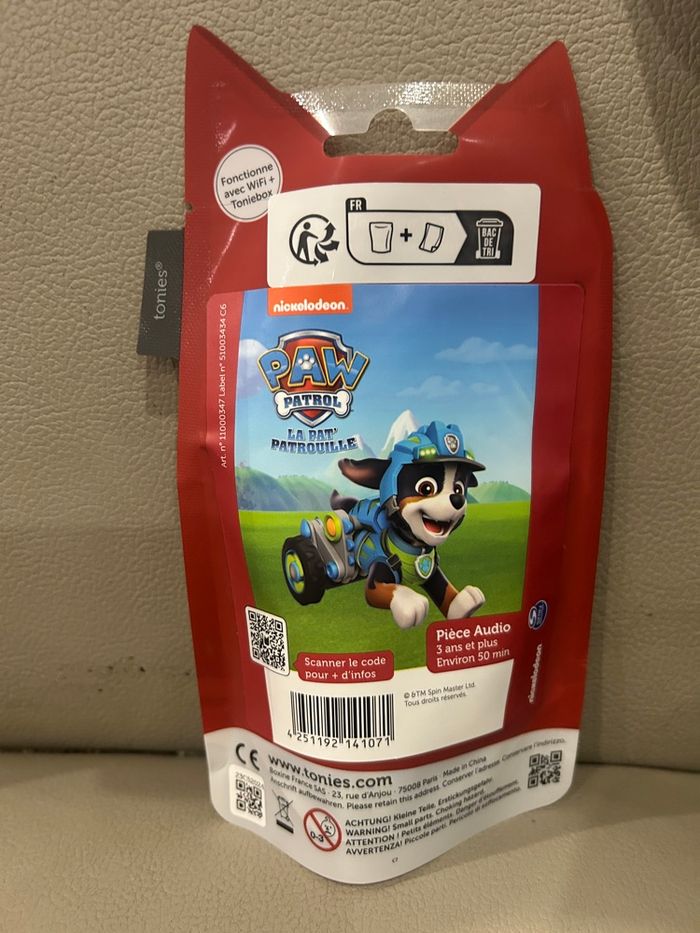 Fonctionne
avec WiFi +
Toniebox
FR
+
BAC
DE
TRI
tonies®
nickelodeon
Art. n° 11000347 Label n° 51003434 C6
PAW
PATROL
LA PAT'
PATROUILLE
Pièce Audio
3 ans et plus
Environ 50 min
Scanner le code
pour + d'infos
nickelodeon
© &TM Spin Master Ltd.
Tous droits réservés.
4 251192 141071
CE
www.tonies.com
Boxine France SAS · 23, rue d'Anjou · 75008 Paris · Made in China
Anschrift aufbewahren. Please retain this address. Conserver l'adresse. Conservare l'indirizzo.
0-3
ACHTUNG! Kleine Teile. Erstickungsgefahr.
WARNING! Small parts. Choking hazard.
ATTENTION ! Petits éléments. Danger d'étouffement.
AVVERTENZA! Piccole parti. Pericolo di soffocamento.